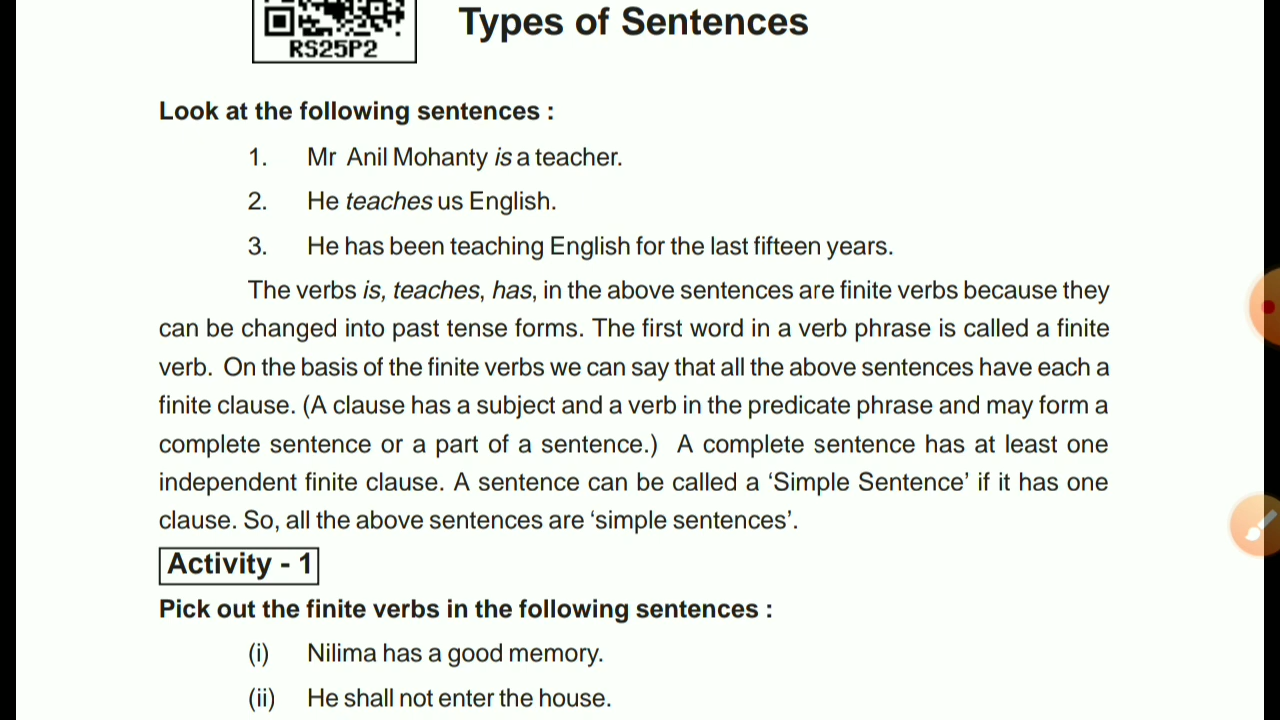 RS25P2
Types of Sentences
Look at the following sentences :
1. Mr Anil Mohanty is a teacher.
2. He teaches us English.
3. He has been teaching English for the last fifteen years.
The verbs is, teaches, has, in the above sentences are finite verbs because they
can be changed into past tense forms. The first word in a verb phrase is called a finite
verb. On the basis of the finite verbs we can say that all the above sentences have each a
finite clause. (A clause has a subject and a verb in the predicate phrase and may form a
complete sentence or a part of a sentence.) A complete sentence has at least one
independent finite clause. A sentence can be called a ‘Simple Sentence’ if it has one
clause. So, all the above sentences are ‘simple sentences’.
Activity - 1
Pick out the finite verbs in the following sentences :
(i) Nilima has a good memory.
(ii) He shall not enter the house.